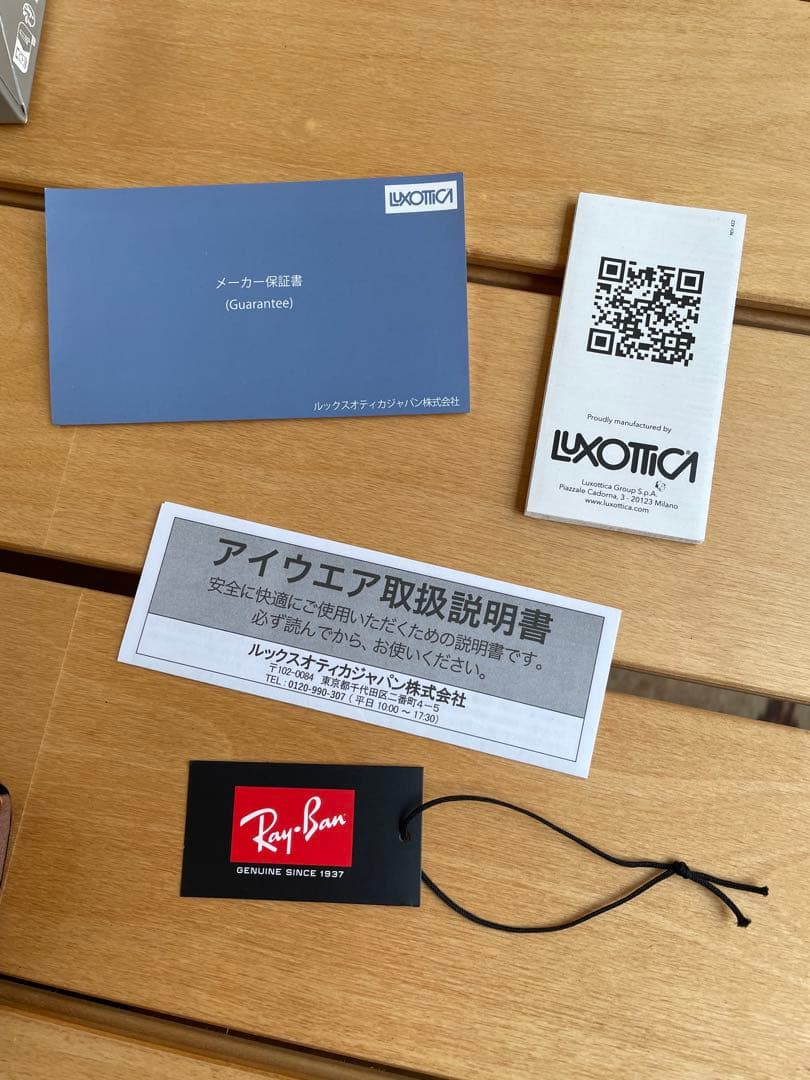 LUXOTTICA
メーカー保証書
(Guarantee)
ルックスオティカジャパン株式会社
Proudly manufactured by
LUXOTTICA
Luxottica Group S.p.A.
Piazzale Cadorna, 3 - 20123 Milano
www.luxottica.com
アイウエア取扱説明書
安全に快適にご使用いただくための説明書です。
必ず読んでから、お使いください。
ルックスオティカジャパン株式会社
〒102-0084 東京都千代田区二番町4-5
TEL : 0120-990-307 ( 平日 10:00 ~ 17:30)
Ray-Ban
GENUINE SINCE 1937